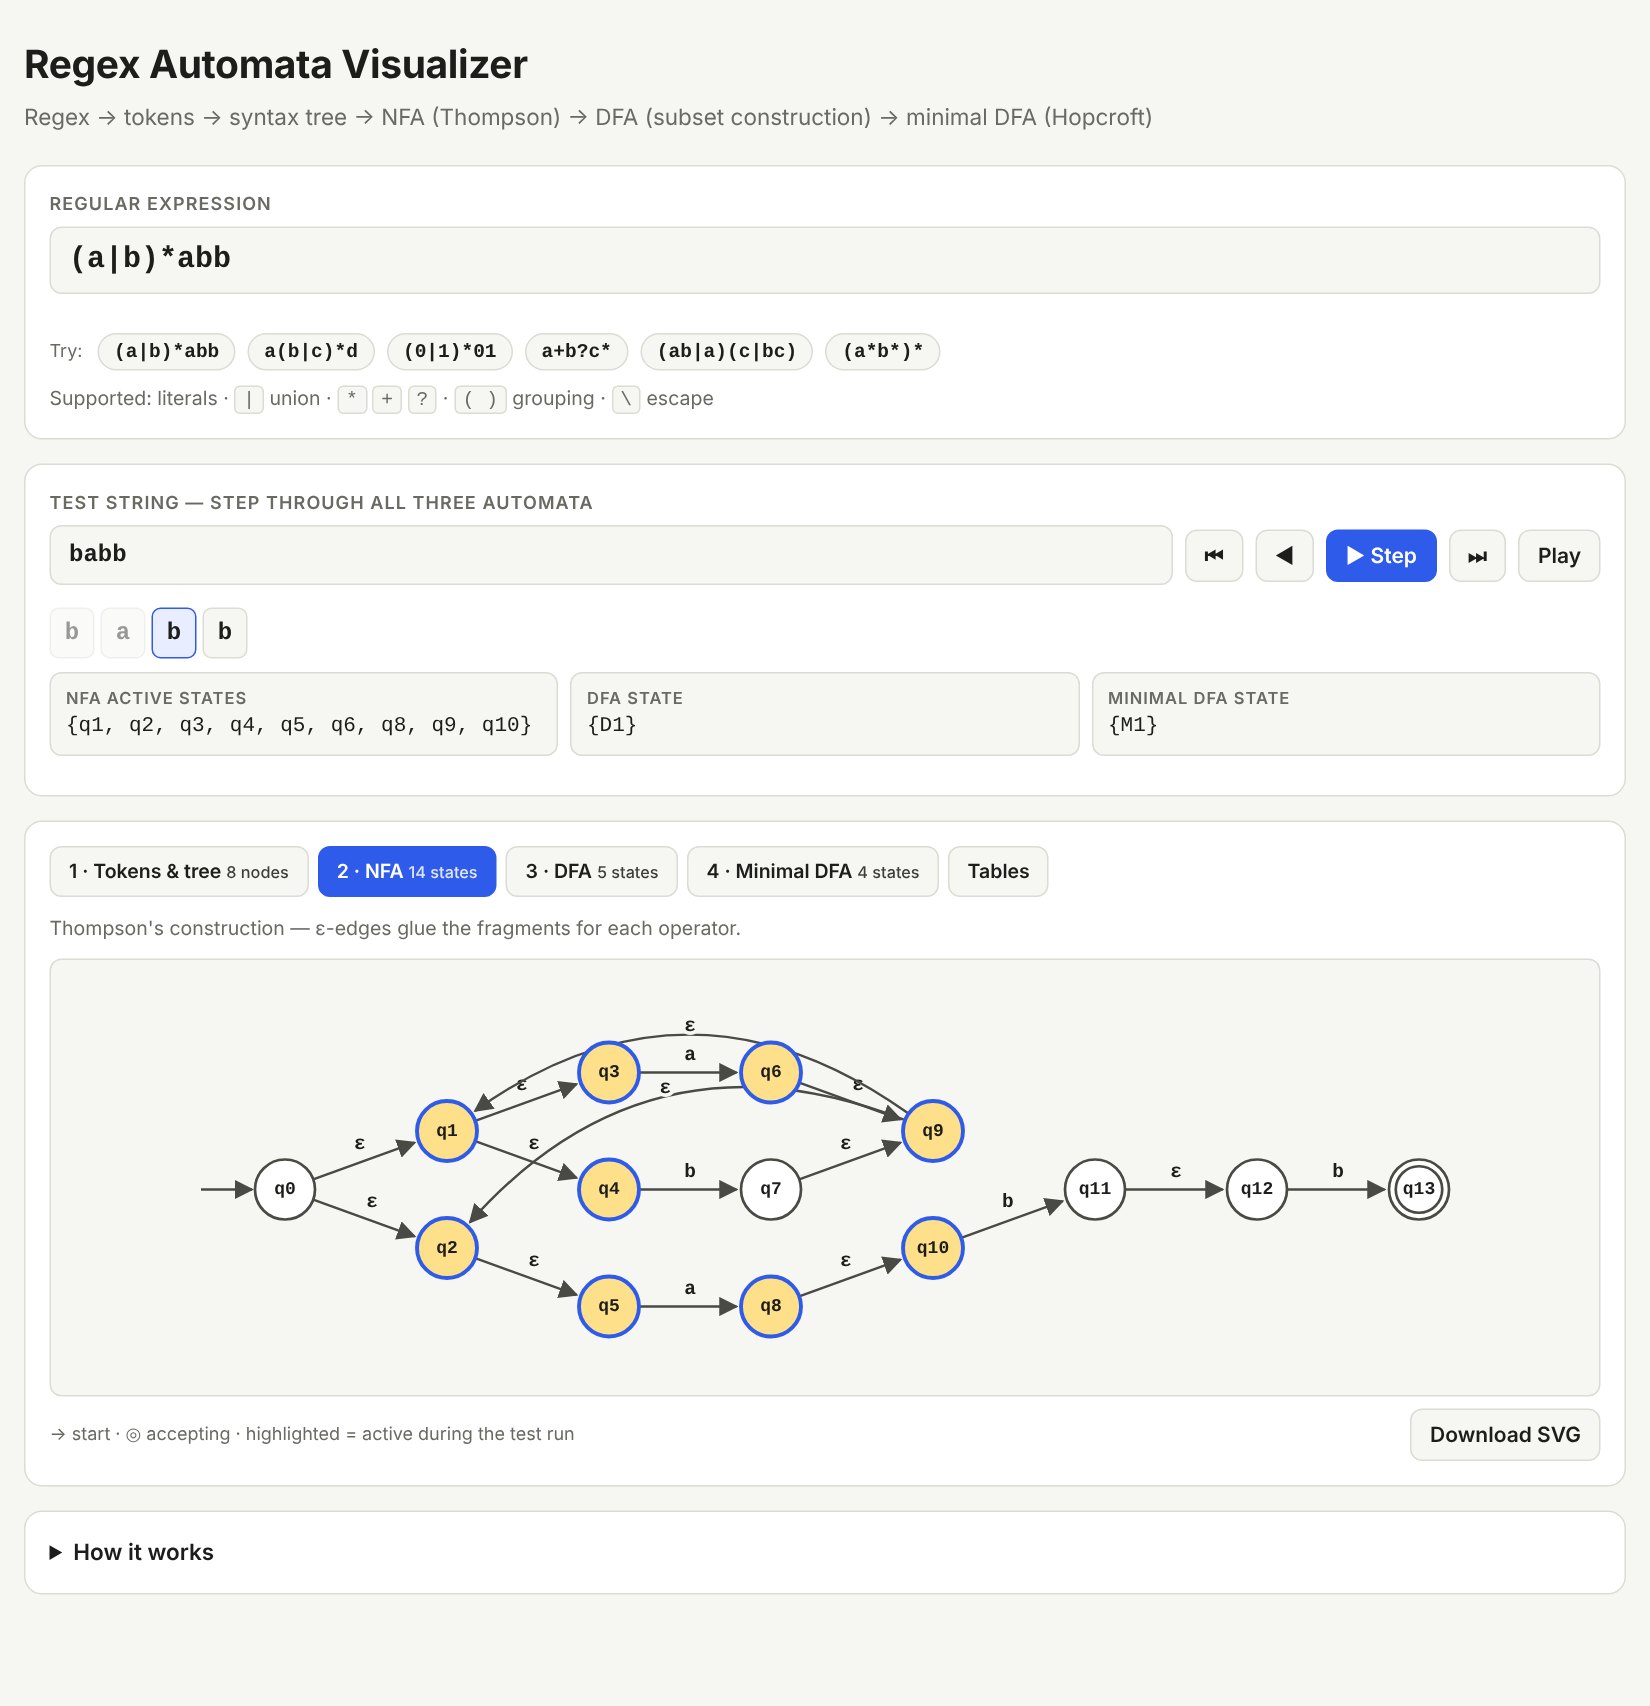 Regex Automata Visualizer
Regex → tokens → syntax tree → NFA (Thompson) → DFA (subset construction) → minimal DFA (Hopcroft)
REGULAR EXPRESSION
(a|b)*abb
Try: (a|b)*abb a(b|c)*d (0|1)*01 a+b?c* (ab|a)(c|bc) (a*b*)*
Supported: literals · | union · * + ? · ( ) grouping · \ escape
TEST STRING — STEP THROUGH ALL THREE AUTOMATA
babb ⏮ ◀ ▶ Step ⏭ Play
b a b b
NFA ACTIVE STATES
{q1, q2, q3, q4, q5, q6, q8, q9, q10}
DFA STATE
{D1}
MINIMAL DFA STATE
{M1}
1 · Tokens & tree 8 nodes 2 · NFA 14 states 3 · DFA 5 states 4 · Minimal DFA 4 states Tables
Thompson's construction — ε-edges glue the fragments for each operator.
ε
q3 a q6
ε ε ε
q1 q9
ε ε ε
q0 q4 b q7 q11 ε q12 b q13
ε b
q2 q10
ε ε
q5 a q8
→ start · ◎ accepting · highlighted = active during the test run
Download SVG
▶ How it works